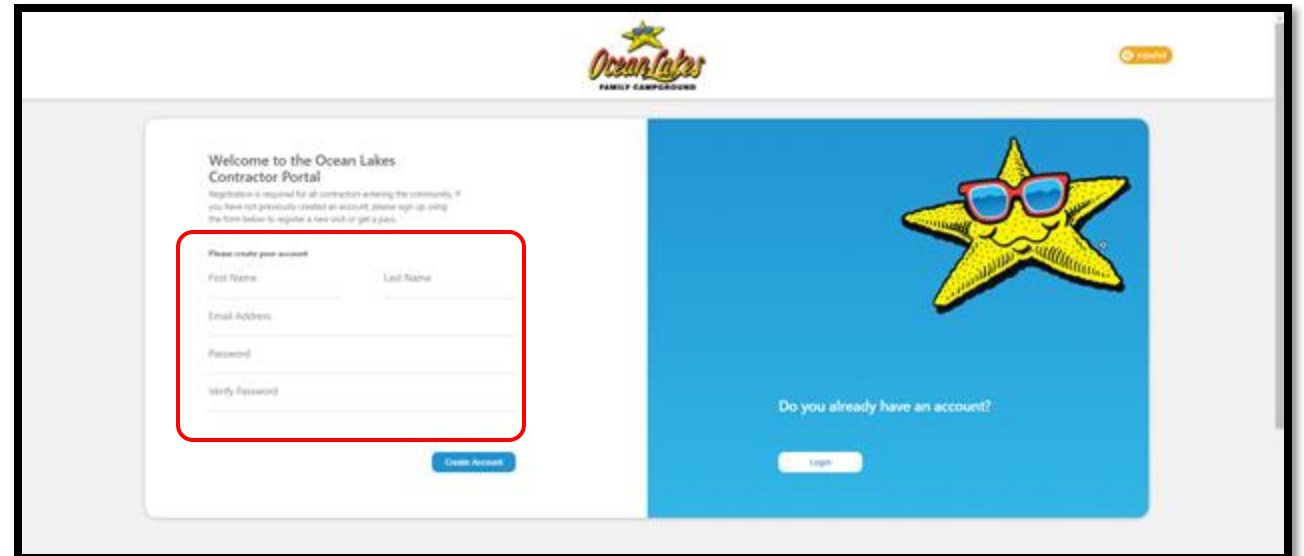 Ocean Lakes
FAMILY CAMPGROUND
español
Welcome to the Ocean Lakes
Contractor Portal
Registration is required for all contractors entering the community. If
you have not previously created an account, please sign up using
the form below to register a new visit or get a pass.
Please create your account
First Name
Last Name
Email Address
Password
Verify Password
Create Account
Do you already have an account?
Login